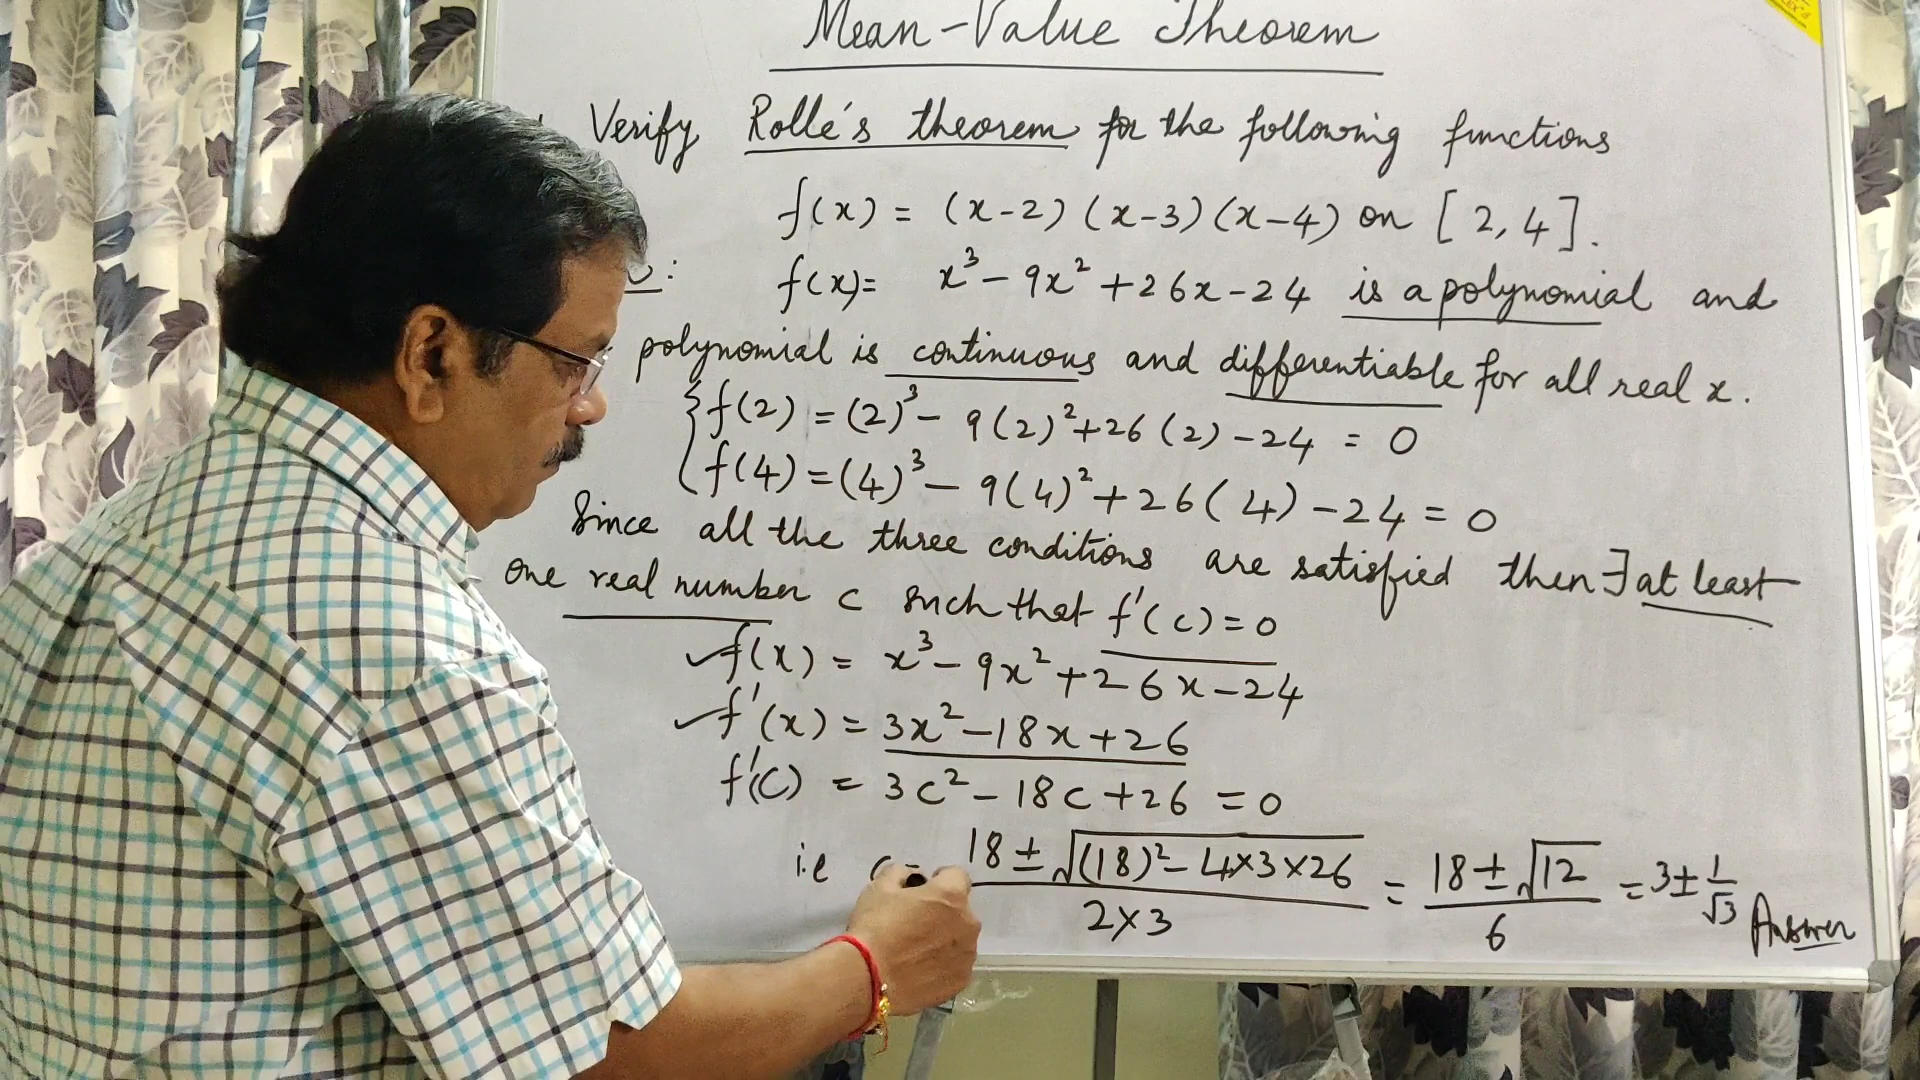 Mean-Value Theorem
Verify Rolle's theorem for the following functions
f(x) = (x-2)(x-3)(x-4) on [2,4].
f(x)= x³-9x²+26x-24 is a polynomial and
polynomial is continuous and differentiable for all real x.
f(2) = (2)³- 9(2)²+26(2)-24 = 0
f(4) = (4)³- 9(4)²+26(4)-24 = 0
Since all the three conditions are satisfied then ∃ at least
one real number c such that f'(c)=0
✓f(x) = x³-9x²+26x-24
✓f'(x) = 3x²-18x+26
f'(c) = 3c²-18c+26 = 0
i.e c= (18±√((18)²-4×3×26))/(2×3) = (18±√12)/6 = 3±1/√3 Answer